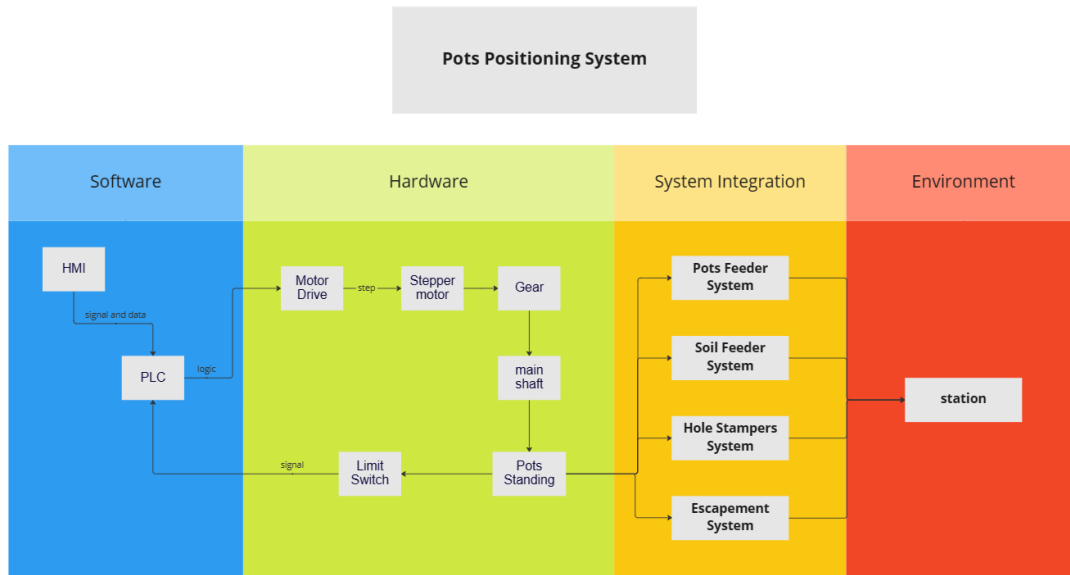 Pots Positioning System
Software
Hardware
System Integration
Environment
HMI
signal and data
PLC
logic
Motor
Drive
step
Stepper
motor
Gear
main
shaft
Pots
Standing
Limit
Switch
signal
Pots Feeder
System
Soil Feeder
System
Hole Stampers
System
Escapement
System
station